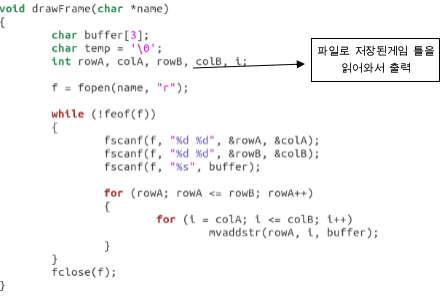 void drawFrame(char *name)
{
char buffer[3];
char temp = '\0';
int rowA, colA, rowB, colB, i;
파일로 저장된게임 틀을
읽어와서 출력
f = fopen(name, "r");
while (!feof(f))
{
fscanf(f, "%d %d", &rowA, &colA);
fscanf(f, "%d %d", &rowB, &colB);
fscanf(f, "%s", buffer);
for (rowA; rowA <= rowB; rowA++)
{
for (i = colA; i <= colB; i++)
mvaddstr(rowA, i, buffer);
}
}
fclose(f);
}